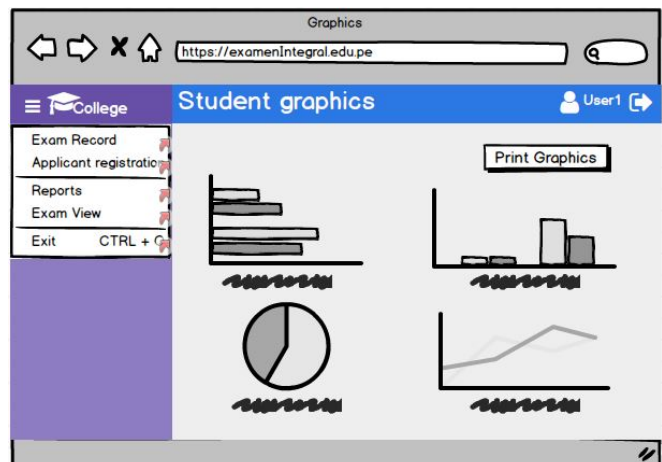 Graphics
https://examenIntegral.edu.pe
College
Student graphics
User1
Exam Record
Applicant registration
Reports
Exam View
Exit CTRL +
Print Graphics